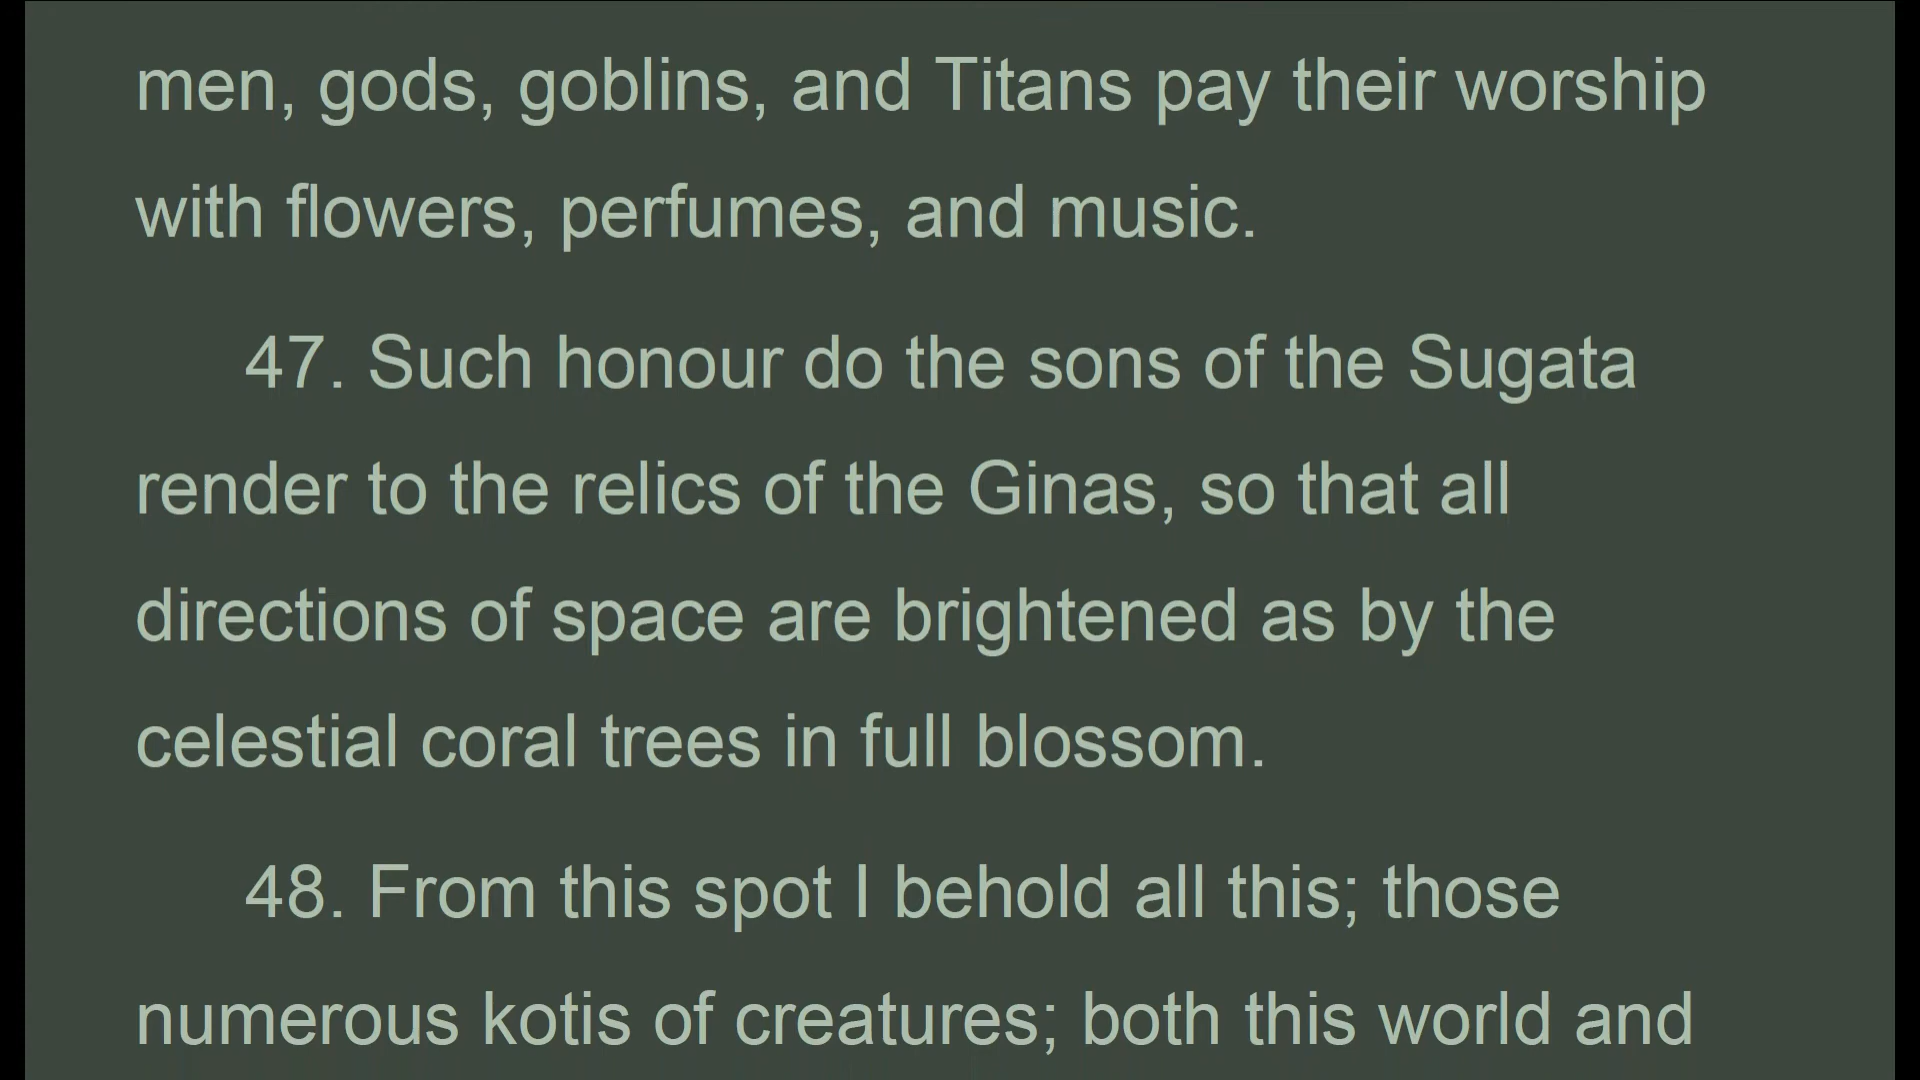 men, gods, goblins, and Titans pay their worship
with flowers, perfumes, and music.
47. Such honour do the sons of the Sugata
render to the relics of the Ginas, so that all
directions of space are brightened as by the
celestial coral trees in full blossom.
48. From this spot I behold all this; those
numerous kotis of creatures; both this world and